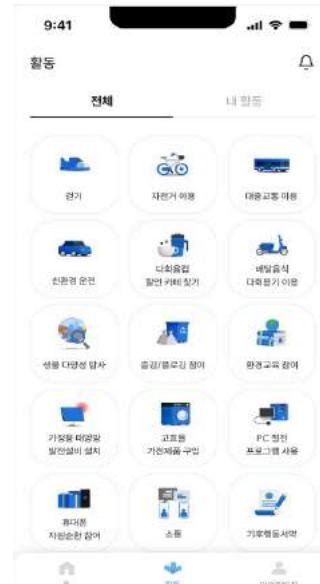 9:41
활동
전체
내 활동
걷기
자전거 이용
대중교통 이용
친환경 운전
다회용컵
할인 카페 찾기
배달음식
다회용기 이용
생물 다양성 탐사
줍깅/플로깅 참여
환경교육 참여
가정용 태양광
발전설비 설치
고효율
가전제품 구입
PC 절전
프로그램 사용
휴대폰
자원순환 참여
쇼통
기후행동서약